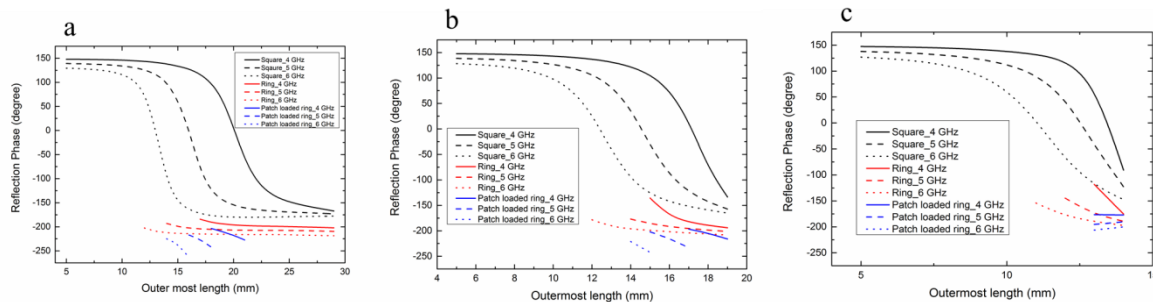 a
Reflection Phase (degree)
150
100
50
0
-50
-100
-150
-200
-250
5 10 15 20 25 30
Outer most length (mm)
Square_4 GHz
Square_5 GHz
Square_6 GHz
Ring_4 GHz
Ring_5 GHz
Ring_6 GHz
Patch loaded ring_4 GHz
Patch loaded ring_5 GHz
Patch loaded ring_6 GHz
b
Reflection Phase (degree)
150
100
50
0
-50
-100
-150
-200
-250
4 6 8 10 12 14 16 18 20
Outermost length (mm)
Square_4 GHz
Square_5 GHz
Square_6 GHz
Ring_4 GHz
Ring_5 GHz
Ring_6 GHz
Patch loaded ring_4 GHz
Patch loaded ring_5 GHz
Patch loaded ring_6 GHz
c
Reflection Phase (degree)
150
100
50
0
-50
-100
-150
-200
-250
5 10 15
Outermost length (mm)
Square_4 GHz
Square_5 GHz
Square_6 GHz
Ring_4 GHz
Ring_5 GHz
Ring_6 GHz
Patch loaded ring_4 GHz
Patch loaded ring_5 GHz
Patch loaded ring_6 GHz